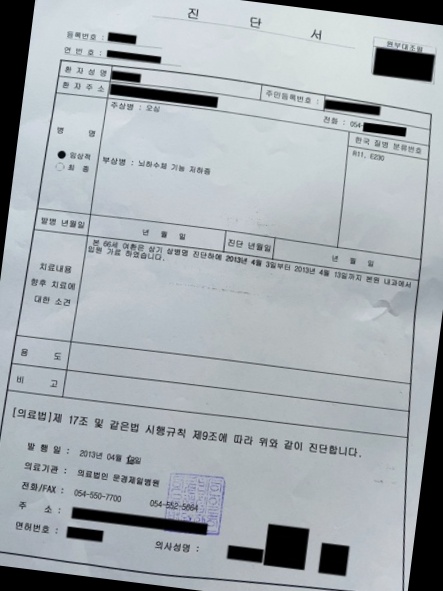 진 단 서
원부대조필
등록번호 :
연 번 호 :
환 자 성 명
주민등록번호 :
환 자 주 소
전화 : 054-
병 명
주상병 : 오심
한국 질병 분류번호
R11, E230
● 임상적
○ 최 종
부상병 : 뇌하수체 기능 저하증
발병 년월일
년 월 일
진단 년월일
년 월 일
치료내용
향후 치료에
대한 소견
본 66세 여환은 상기 상병명 진단하에 2013년 4월 3일부터 2013년 4월 13일까지 본원 내과에서
입원 가료 하였습니다.
용 도
비 고
[의료법]제 17조 및 같은법 시행규칙 제9조에 따라 위와 같이 진단합니다.
발 행 일 : 2013년 04월 일
의료기관 : 의료법인 문경제일병원
전화/FAX : 054-550-7700 054-552-5664
주 소 :
면허번호 :
의사성명 :